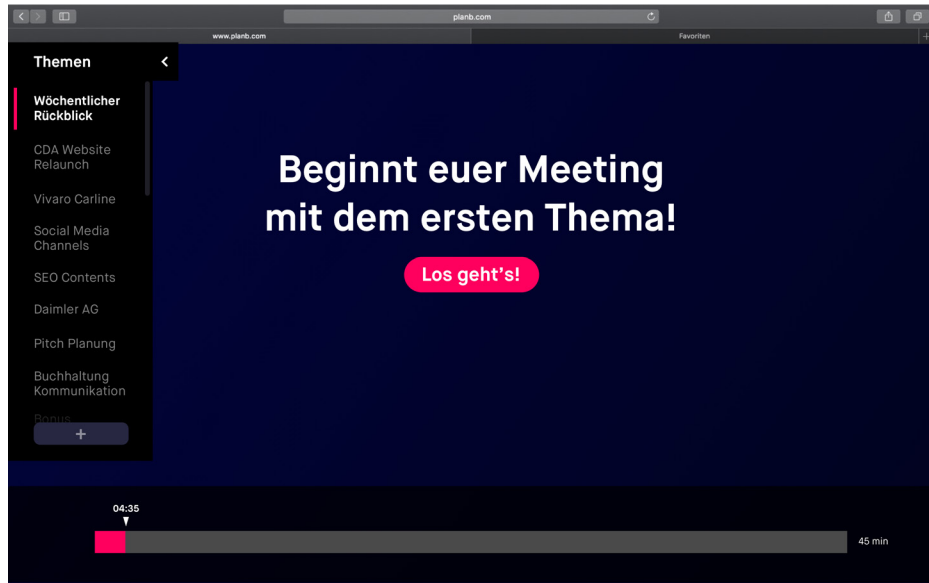 planb.com
www.planb.com
Favoriten
Themen
Wöchentlicher
Rückblick
CDA Website
Relaunch
Vivaro Carline
Social Media
Channels
SEO Contents
Daimler AG
Pitch Planung
Buchhaltung
Kommunikation
Bonus
+
Beginnt euer Meeting
mit dem ersten Thema!
Los geht's!
04:35
45 min